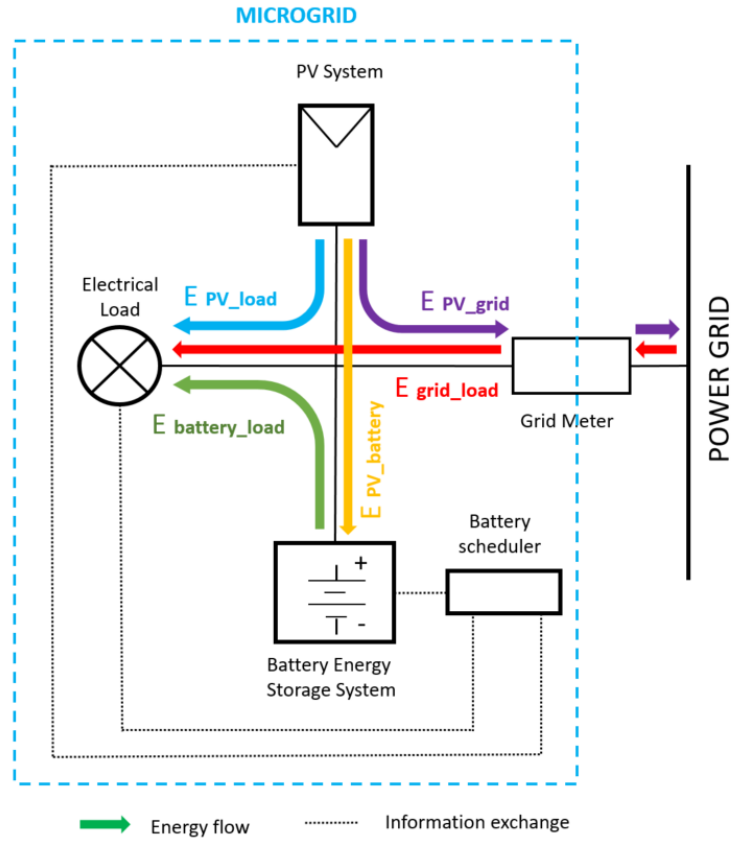 MICROGRID
PV System
Electrical
Load
E PV_load
E PV_grid
E grid_load
E battery_load
E PV_battery
Grid Meter
POWER GRID
Battery
scheduler
+
-
Battery Energy
Storage System
Energy flow
Information exchange